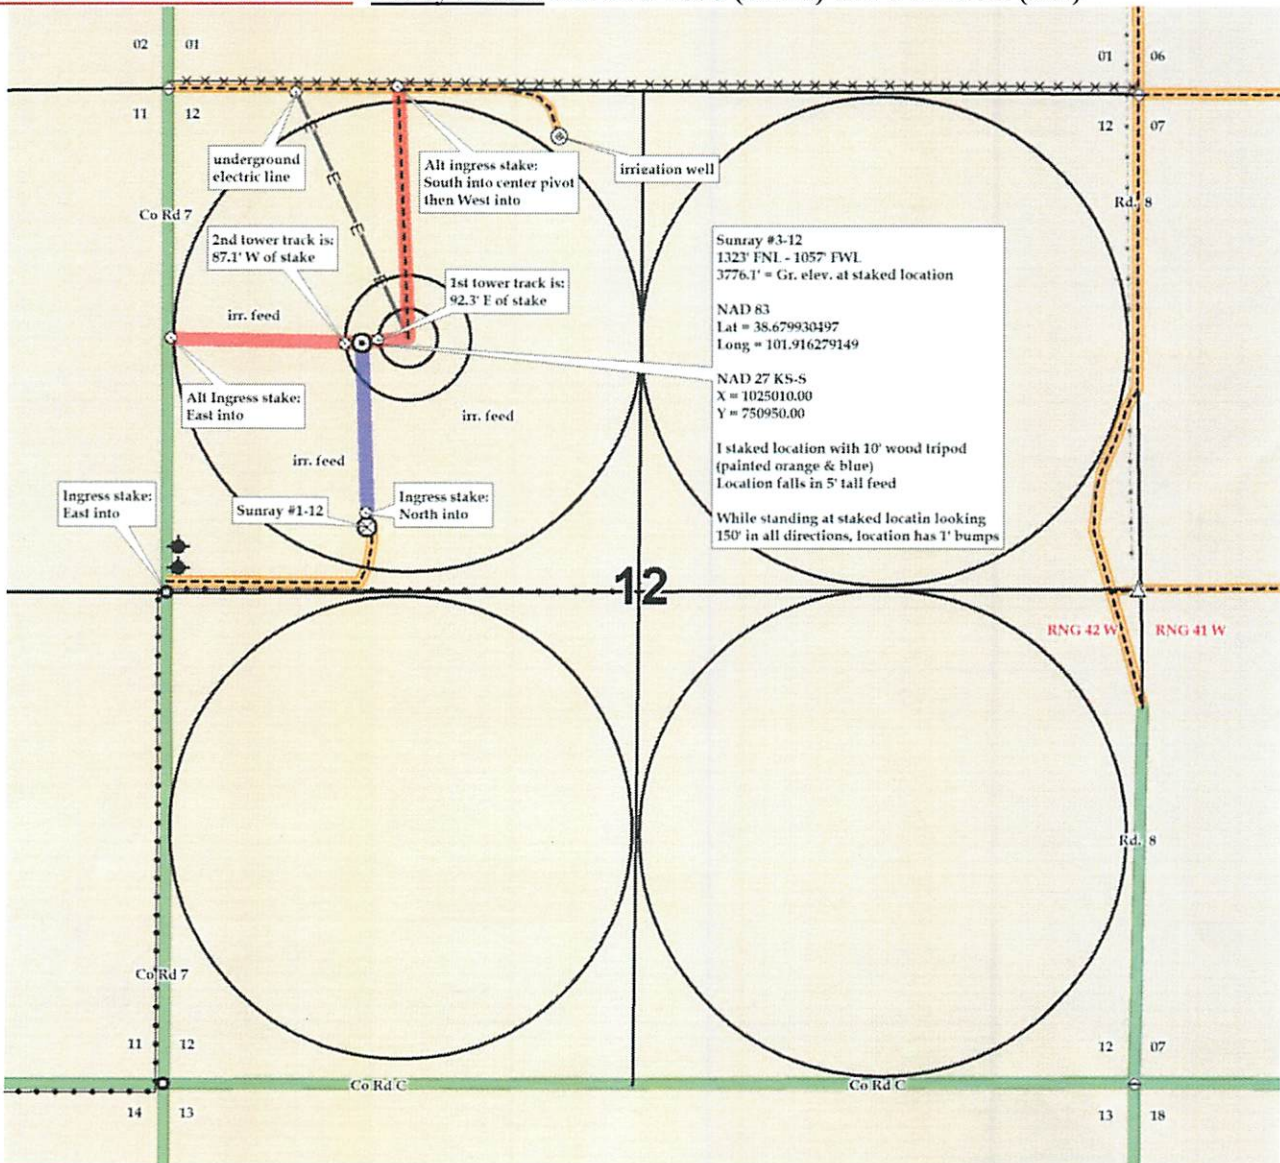 02
01
01
06
11
12
12
07
underground
electric line
Alt ingress stake:
South into center pivot
then West into
irrigation well
Co Rd 7
Rd. 8
2nd tower track is:
87.1' W of stake
1st tower track is:
92.3' E of stake
Sunray #3-12
1323' FNL - 1057' FWL
3776.1' = Gr. elev. at staked location
NAD 83
Lat = 38.679930497
Long = 101.916279149
NAD 27 KS-S
X = 1025010.00
Y = 750950.00
I staked location with 10' wood tripod
(painted orange & blue)
Location falls in 5' tall feed
While standing at staked locatin looking
150' in all directions, location has 1' bumps
E
E
E
E
irr. feed
Alt Ingress stake:
East into
irr. feed
irr. feed
Ingress stake:
East into
Sunray #1-12
Ingress stake:
North into
12
RNG 42 W
RNG 41 W
Rd. 8
Co Rd 7
11
12
12
07
Co Rd C
Co Rd C
14
13
13
18